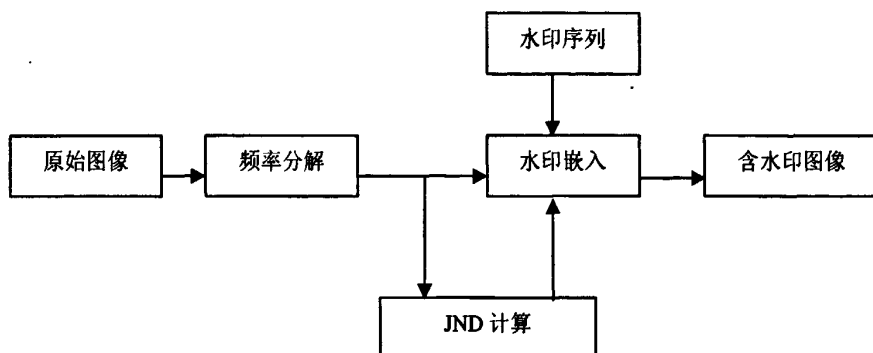 水印序列
原始图像
频率分解
水印嵌入
含水印图像
JND 计算